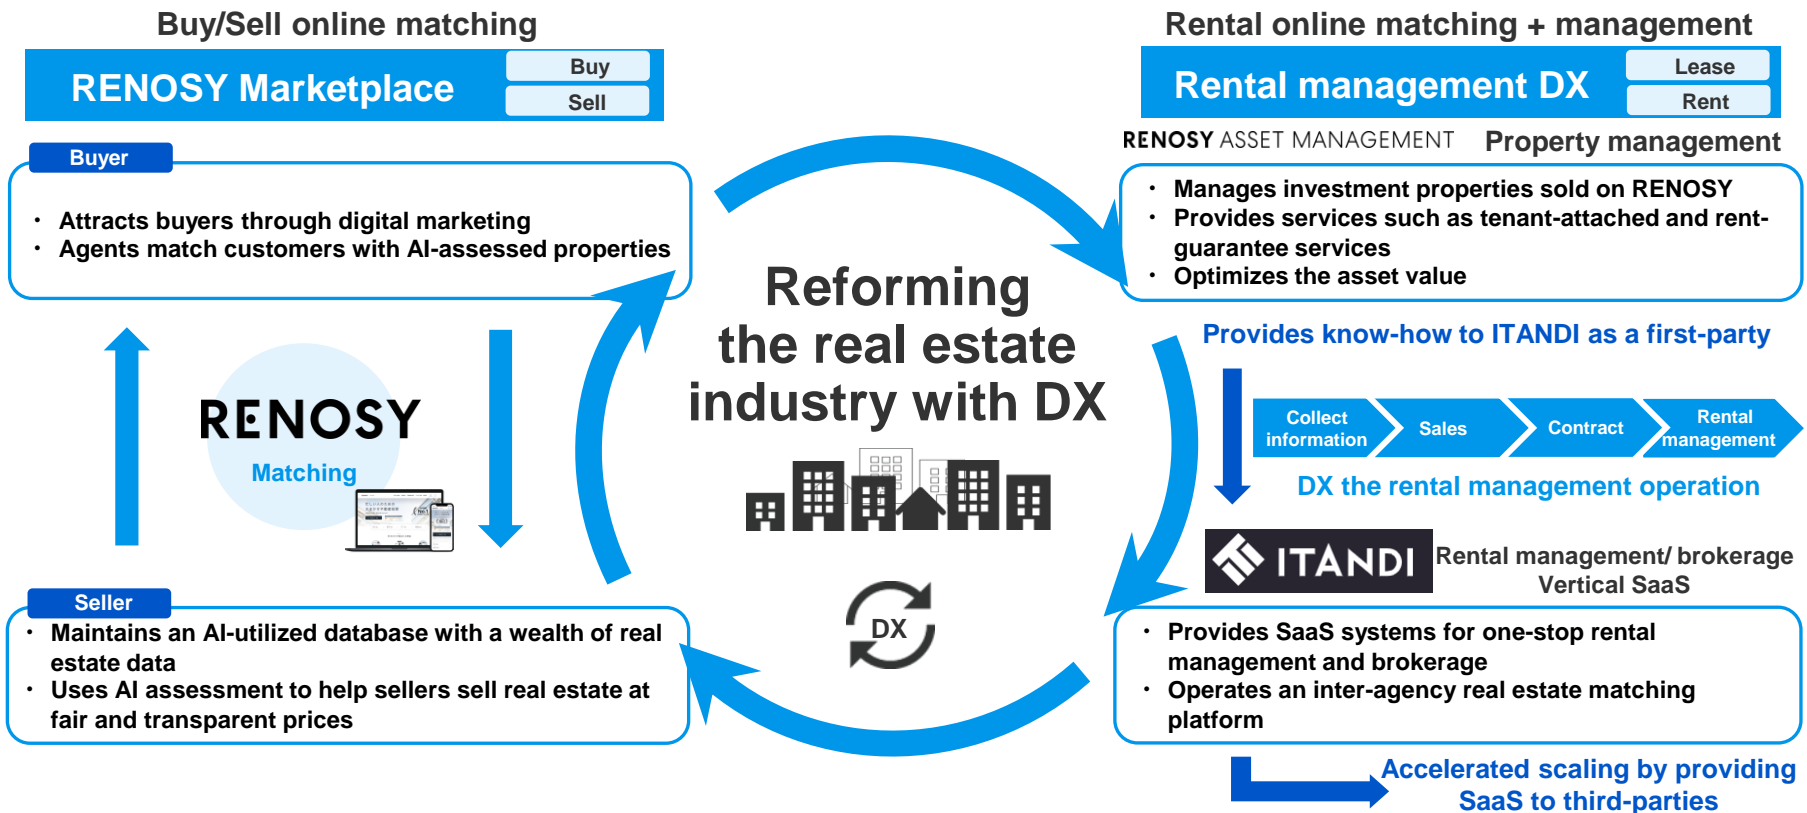 Buy/Sell online matching
RENOSY Marketplace
Buy
Sell
Buyer
・ Attracts buyers through digital marketing
・ Agents match customers with AI-assessed properties
RENOSY
Matching
Seller
・ Maintains an AI-utilized database with a wealth of real
estate data
・ Uses AI assessment to help sellers sell real estate at
fair and transparent prices
Reforming
the real estate
industry with DX
DX
Rental online matching + management
Rental management DX
Lease
Rent
RENOSY ASSET MANAGEMENT
Property management
・ Manages investment properties sold on RENOSY
・ Provides services such as tenant-attached and rent-
guarantee services
・ Optimizes the asset value
Provides know-how to ITANDI as a first-party
Collect
information
Sales
Contract
Rental
management
DX the rental management operation
ITANDI
Rental management/ brokerage
Vertical SaaS
・ Provides SaaS systems for one-stop rental
management and brokerage
・ Operates an inter-agency real estate matching
platform
Accelerated scaling by providing
SaaS to third-parties